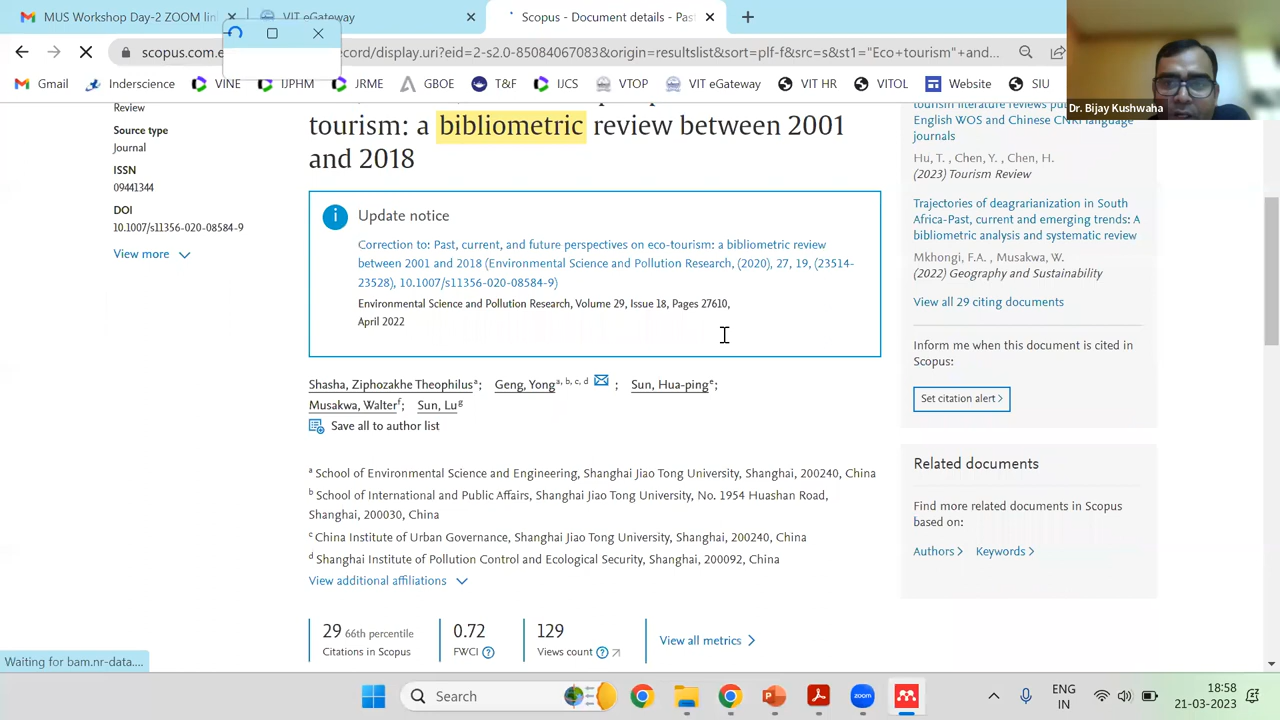 MUS Workshop Day-2 ZOOM lin
VIT eGateway
Scopus - Document details - Pas
scopus.com.e
cord/display.uri?eid=2-s2.0-85084067083&origin=resultslist&sort=plf-f&src=s&st1="Eco+tourism"+and...
Gmail
Inderscience
VINE
IJPHM
JRME
GBOE
T&F
IJCS
VTOP
VIT eGateway
VIT HR
VITOL
Website
SIU
Dr. Bijay Kushwaha
Review
Source type
Journal
ISSN
09441344
DOI
10.1007/s11356-020-08584-9
View more
tourism: a bibliometric review between 2001
and 2018
Update notice
Correction to: Past, current, and future perspectives on eco-tourism: a bibliometric review
between 2001 and 2018 (Environmental Science and Pollution Research, (2020), 27, 19, (23514-
23528), 10.1007/s11356-020-08584-9)
Environmental Science and Pollution Research, Volume 29, Issue 18, Pages 27610,
April 2022
Shasha, Ziphozakhe Theophilus a; Geng, Yong a, b, c, d ; Sun, Hua-ping e;
Musakwa, Walter f; Sun, Lu g
Save all to author list
a School of Environmental Science and Engineering, Shanghai Jiao Tong University, Shanghai, 200240, China
b School of International and Public Affairs, Shanghai Jiao Tong University, No. 1954 Huashan Road,
Shanghai, 200030, China
c China Institute of Urban Governance, Shanghai Jiao Tong University, Shanghai, 200240, China
d Shanghai Institute of Pollution Control and Ecological Security, Shanghai, 200092, China
View additional affiliations
29 66th percentile
Citations in Scopus
0.72
FWCI
129
Views count
View all metrics
tourism literature reviews pu
English WOS and Chinese CNKI language
journals
Hu, T. , Chen, Y. , Chen, H.
(2023) Tourism Review
Trajectories of deagrarianization in South
Africa-Past, current and emerging trends: A
bibliometric analysis and systematic review
Mkhongi, F.A. , Musakwa, W.
(2022) Geography and Sustainability
View all 29 citing documents
Inform me when this document is cited in
Scopus:
Set citation alert
Related documents
Find more related documents in Scopus
based on:
Authors
Keywords
Waiting for bam.nr-data....
Search
zoom
ENG
IN
18:58
21-03-2023